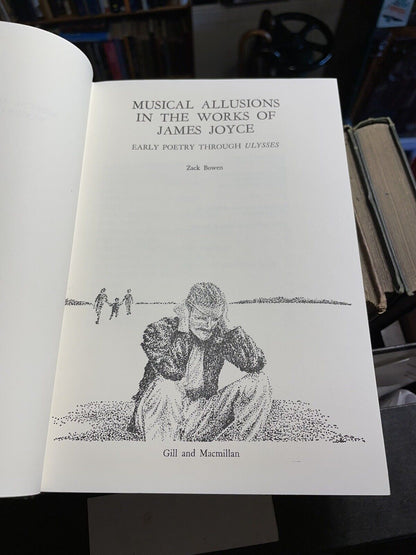 MUSICAL ALLUSIONS
IN THE WORKS OF
JAMES JOYCE
EARLY POETRY THROUGH ULYSSES
Zack Bowen
Gill and Macmillan